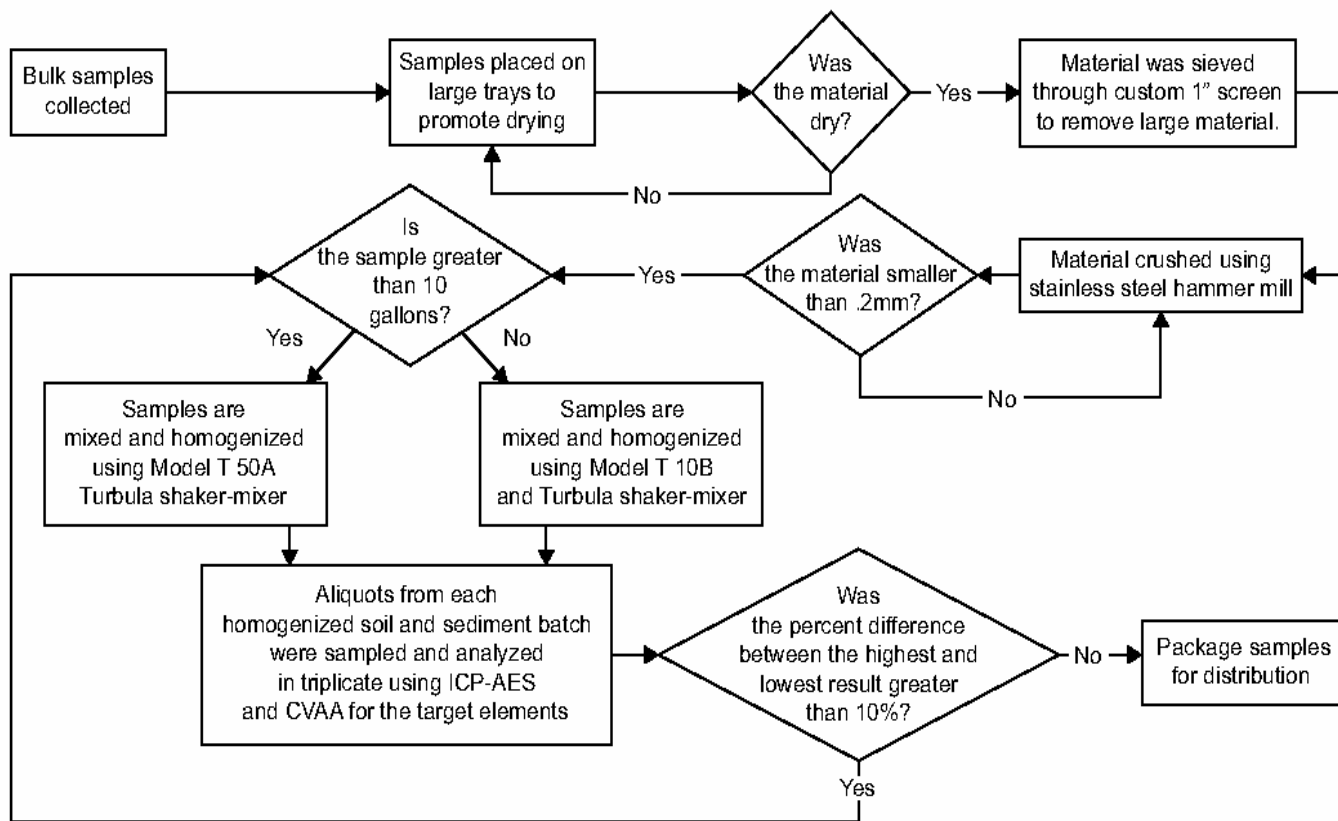 Bulk samples
collected
Samples placed on
large trays to
promote drying
Was
the material
dry?
Yes
Material was sieved
through custom 1” screen
to remove large material.
No
Material crushed using
stainless steel hammer mill
Was
the material smaller
than .2mm?
No
Yes
Is
the sample greater
than 10
gallons?
Yes
No
Samples are
mixed and homogenized
using Model T 50A
Turbula shaker-mixer
Samples are
mixed and homogenized
using Model T 10B
and Turbula shaker-mixer
Aliquots from each
homogenized soil and sediment batch
were sampled and analyzed
in triplicate using ICP-AES
and CVAA for the target elements
Was
the percent difference
between the highest and
lowest result greater
than 10%?
No
Package samples
for distribution
Yes